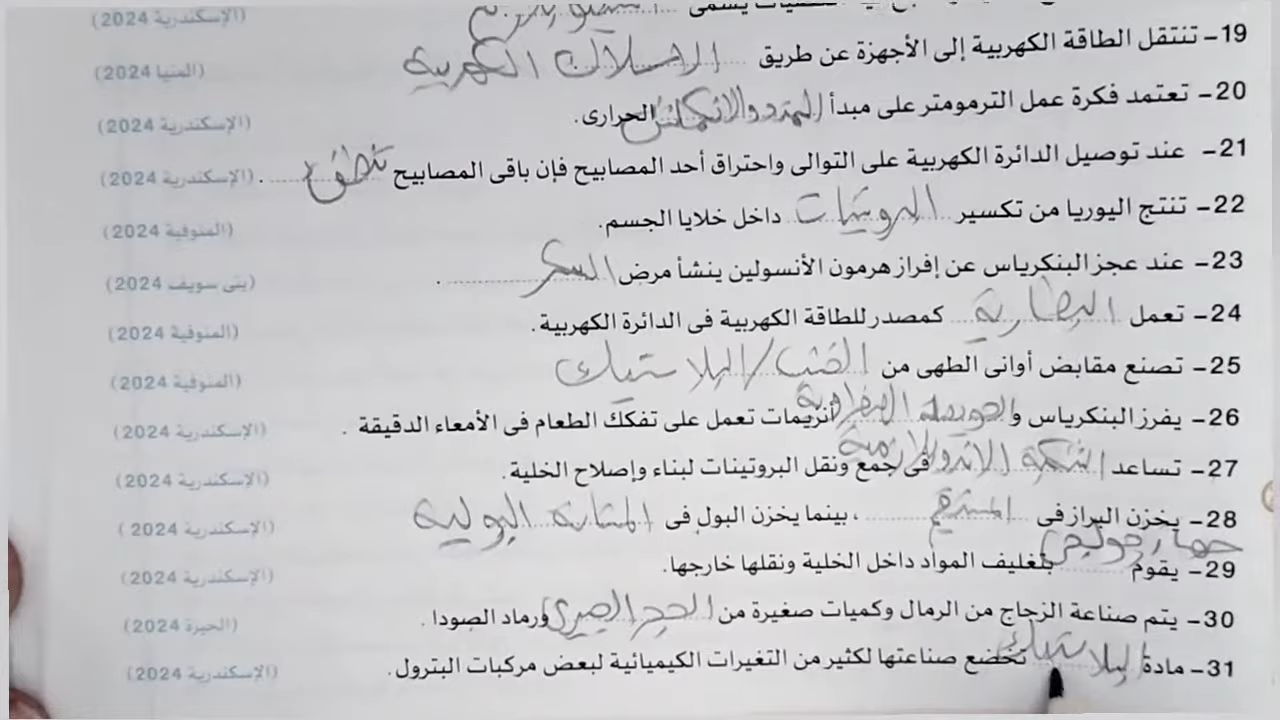 يسمى (الإسكندرية 2024)
19- تنتقل الطاقة الكهربية إلى الأجهزة عن طريق الاسلاك الكهربيه (المنيا 2024)
20- تعتمد فكرة عمل الترمومتر على مبدأ التمدد والانكماش الحرارى. (الإسكندرية 2024)
21- عند توصيل الدائرة الكهربية على التوالى واحتراق أحد المصابيح فإن باقى المصابيح تنطفئ . (الإسكندرية 2024)
22- تنتج اليوريا من تكسير البروتينات داخل خلايا الجسم. (المنوفية 2024)
23- عند عجز البنكرياس عن إفراز هرمون الأنسولين ينشأ مرض السكر . (بنى سويف 2024)
24- تعمل البطارية كمصدر للطاقة الكهربية فى الدائرة الكهربية. (المنوفية 2024)
25- تصنع مقابض أوانى الطهى من الخشب/البلاستيك (المنوفية 2024)
26- يفرز البنكرياس والحويصلة الصفراوية أنزيمات تعمل على تفكك الطعام فى الأمعاء الدقيقة . (الإسكندرية 2024)
27- تساعد الشبكة الاندوبلازمية فى جمع ونقل البروتينات لبناء وإصلاح الخلية. (الإسكندرية 2024)
28- يخزن البراز فى المستقيم ، بينما يخزن البول فى المثانه البوليه (الإسكندرية 2024)
29- يقوم جهاز جولجى بتغليف المواد داخل الخلية ونقلها خارجها. (الإسكندرية 2024)
30- يتم صناعة الزجاج من الرمال وكميات صغيرة من الحجر الجيرى ورماد الصودا . (الجيزة 2024)
31- مادة البلاستيك تخضع صناعتها لكثير من التغيرات الكيميائية لبعض مركبات البترول. (الإسكندرية 2024)